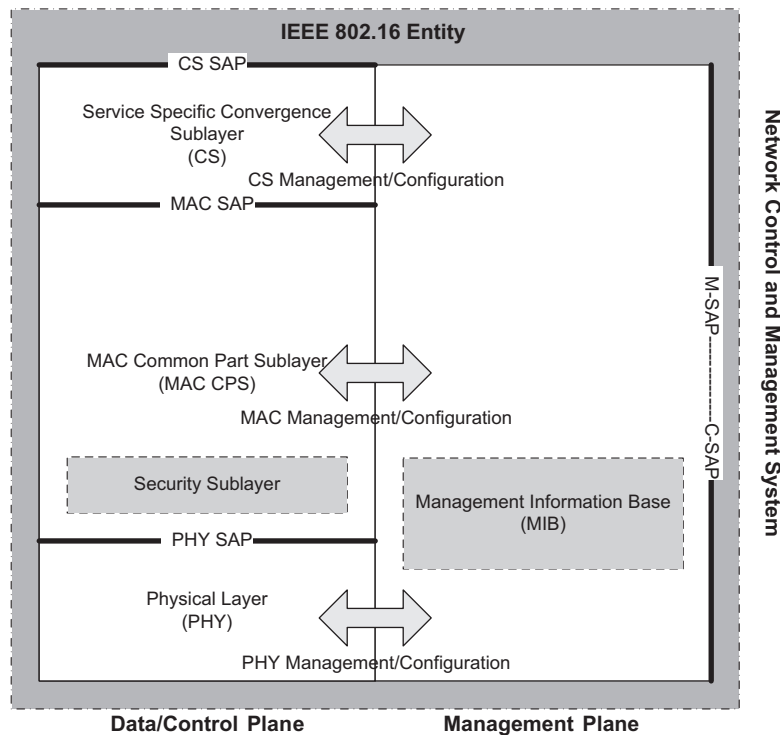 IEEE 802.16 Entity
CS SAP
Service Specific Convergence
Sublayer
(CS)
CS Management/Configuration
MAC SAP
MAC Common Part Sublayer
(MAC CPS)
MAC Management/Configuration
Security Sublayer
Management Information Base
(MIB)
PHY SAP
Physical Layer
(PHY)
PHY Management/Configuration
M-SAP-------------C-SAP
Network Control and Management System
Data/Control Plane
Management Plane